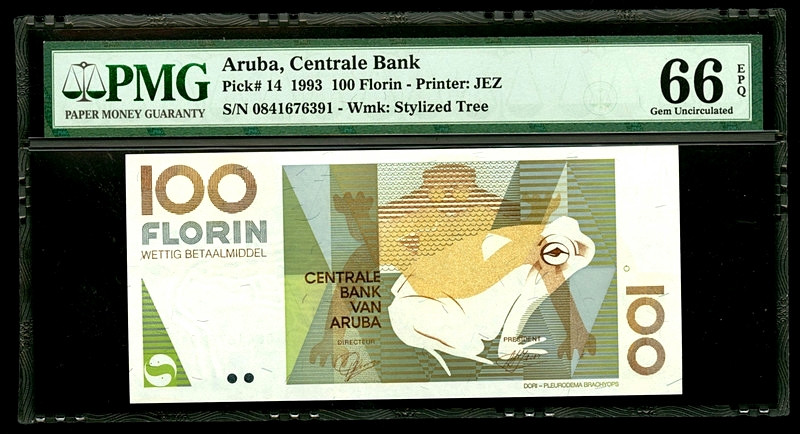 PMG
PAPER MONEY GUARANTY
Aruba, Centrale Bank
Pick# 14 1993 100 Florin - Printer: JEZ
S/N 0841676391 - Wmk: Stylized Tree
66
EPQ
Gem Uncirculated
100
FLORIN
WETTIG BETAALMIDDEL
CENTRALE
BANK
VAN
ARUBA
DIRECTEUR
PRESIDENT
100
DORI - PLEURODEMA BRACHYOPS